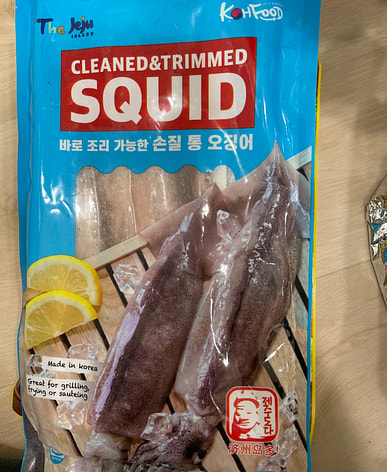 The Jeju
ISLAND
KOHFOOD
CLEANED&TRIMMED
SQUID
바로 조리 가능한 손질 통 오징어
Made in Korea
Great for grilling,
frying or sauteing
제주도
济州岛